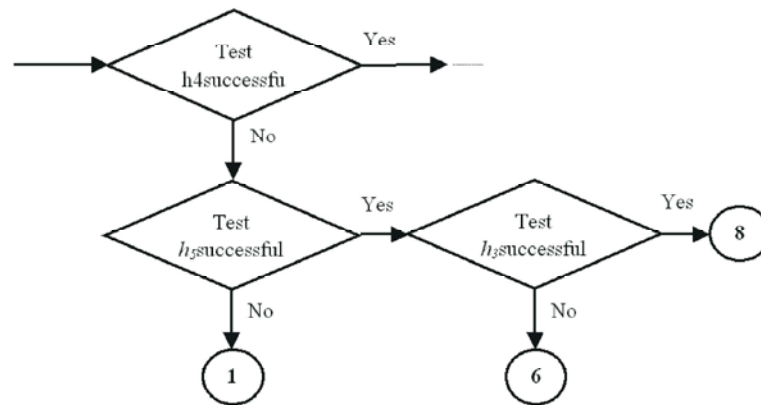 Test
h4successfu
Yes
No
Test
h5successful
Yes
Test
h3successful
Yes
8
No
No
1
6